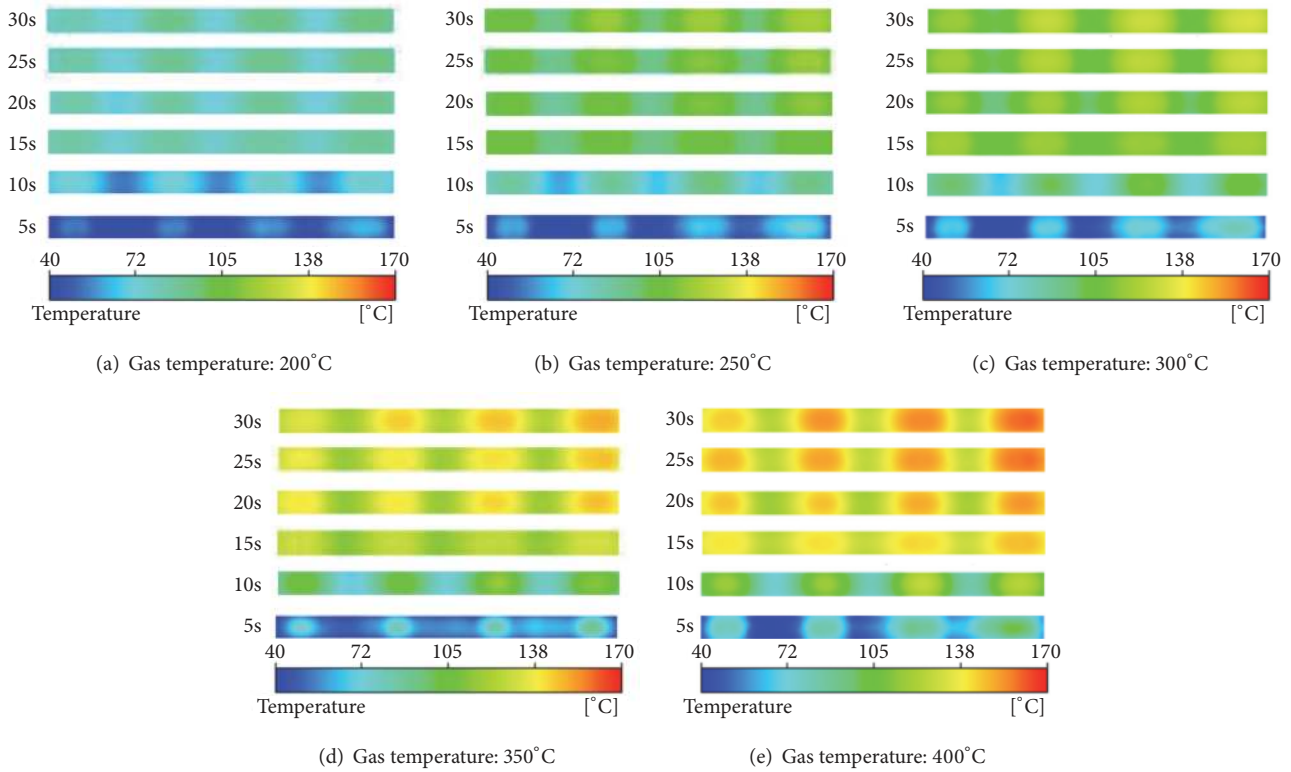 30s
25s
20s
15s
10s
5s
40 72 105 138 170
Temperature [°C]
(a) Gas temperature: 200°C
30s
25s
20s
15s
10s
5s
40 72 105 138 170
Temperature [°C]
(b) Gas temperature: 250°C
30s
25s
20s
15s
10s
5s
40 72 105 138 170
Temperature [°C]
(c) Gas temperature: 300°C
30s
25s
20s
15s
10s
5s
40 72 105 138 170
Temperature [°C]
(d) Gas temperature: 350°C
30s
25s
20s
15s
10s
5s
40 72 105 138 170
Temperature [°C]
(e) Gas temperature: 400°C